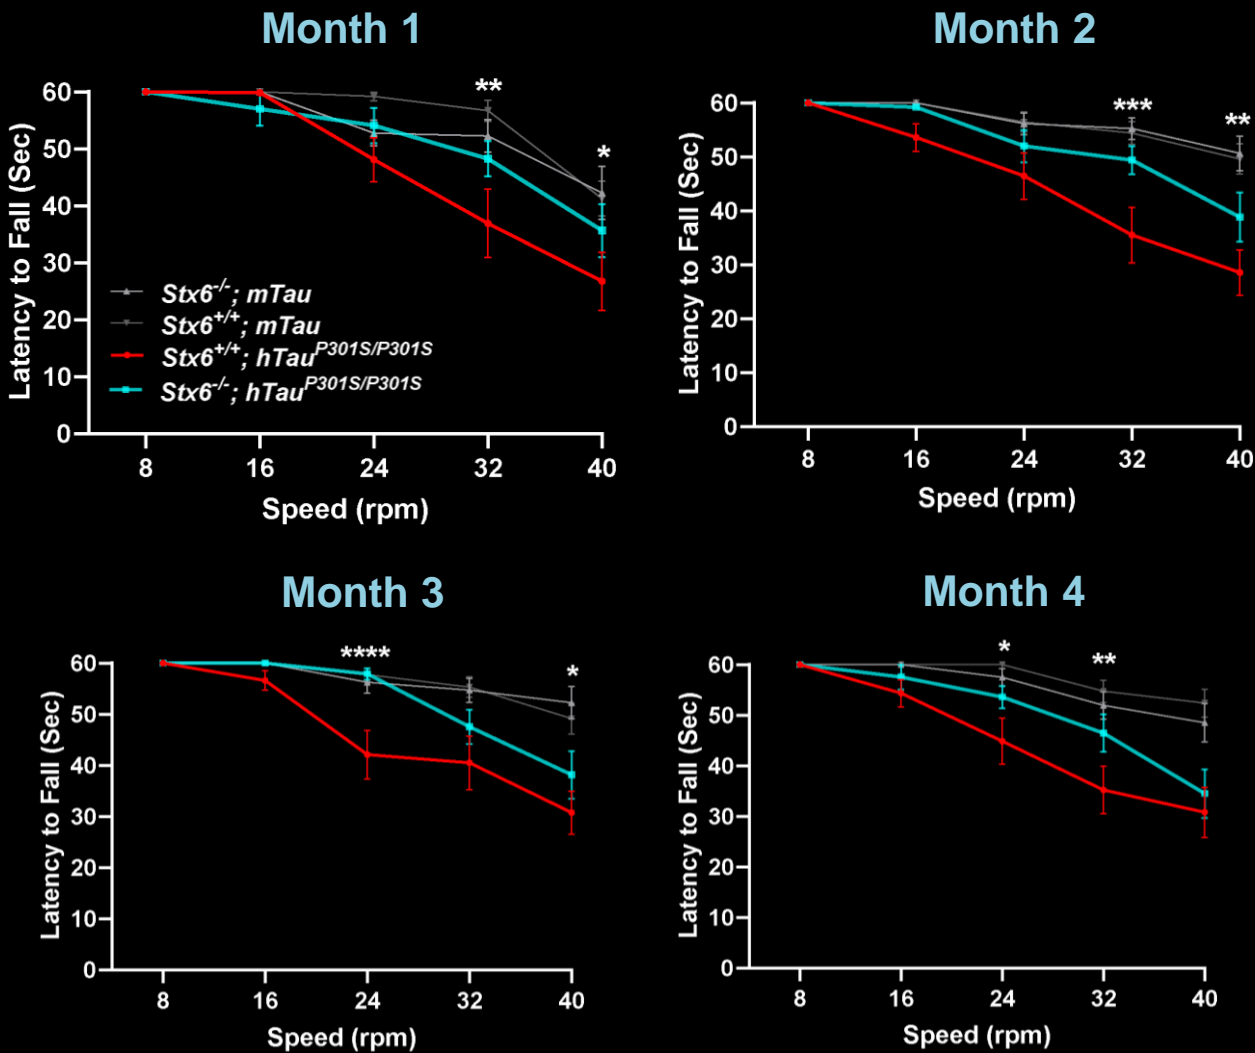 Month 1
**
*
60
50
40
30
20
10
0
Latency to Fall (Sec)
Stx6-/-; mTau
Stx6+/+; mTau
Stx6+/+; hTauP301S/P301S
Stx6-/-; hTauP301S/P301S
8 16 24 32 40
Speed (rpm)
Month 2
***
**
60
50
40
30
20
10
0
Latency to Fall (Sec)
8 16 24 32 40
Speed (rpm)
Month 3
****
*
60
50
40
30
20
10
0
Latency to Fall (Sec)
8 16 24 32 40
Speed (rpm)
Month 4
*
**
60
50
40
30
20
10
0
Latency to Fall (Sec)
8 16 24 32 40
Speed (rpm)